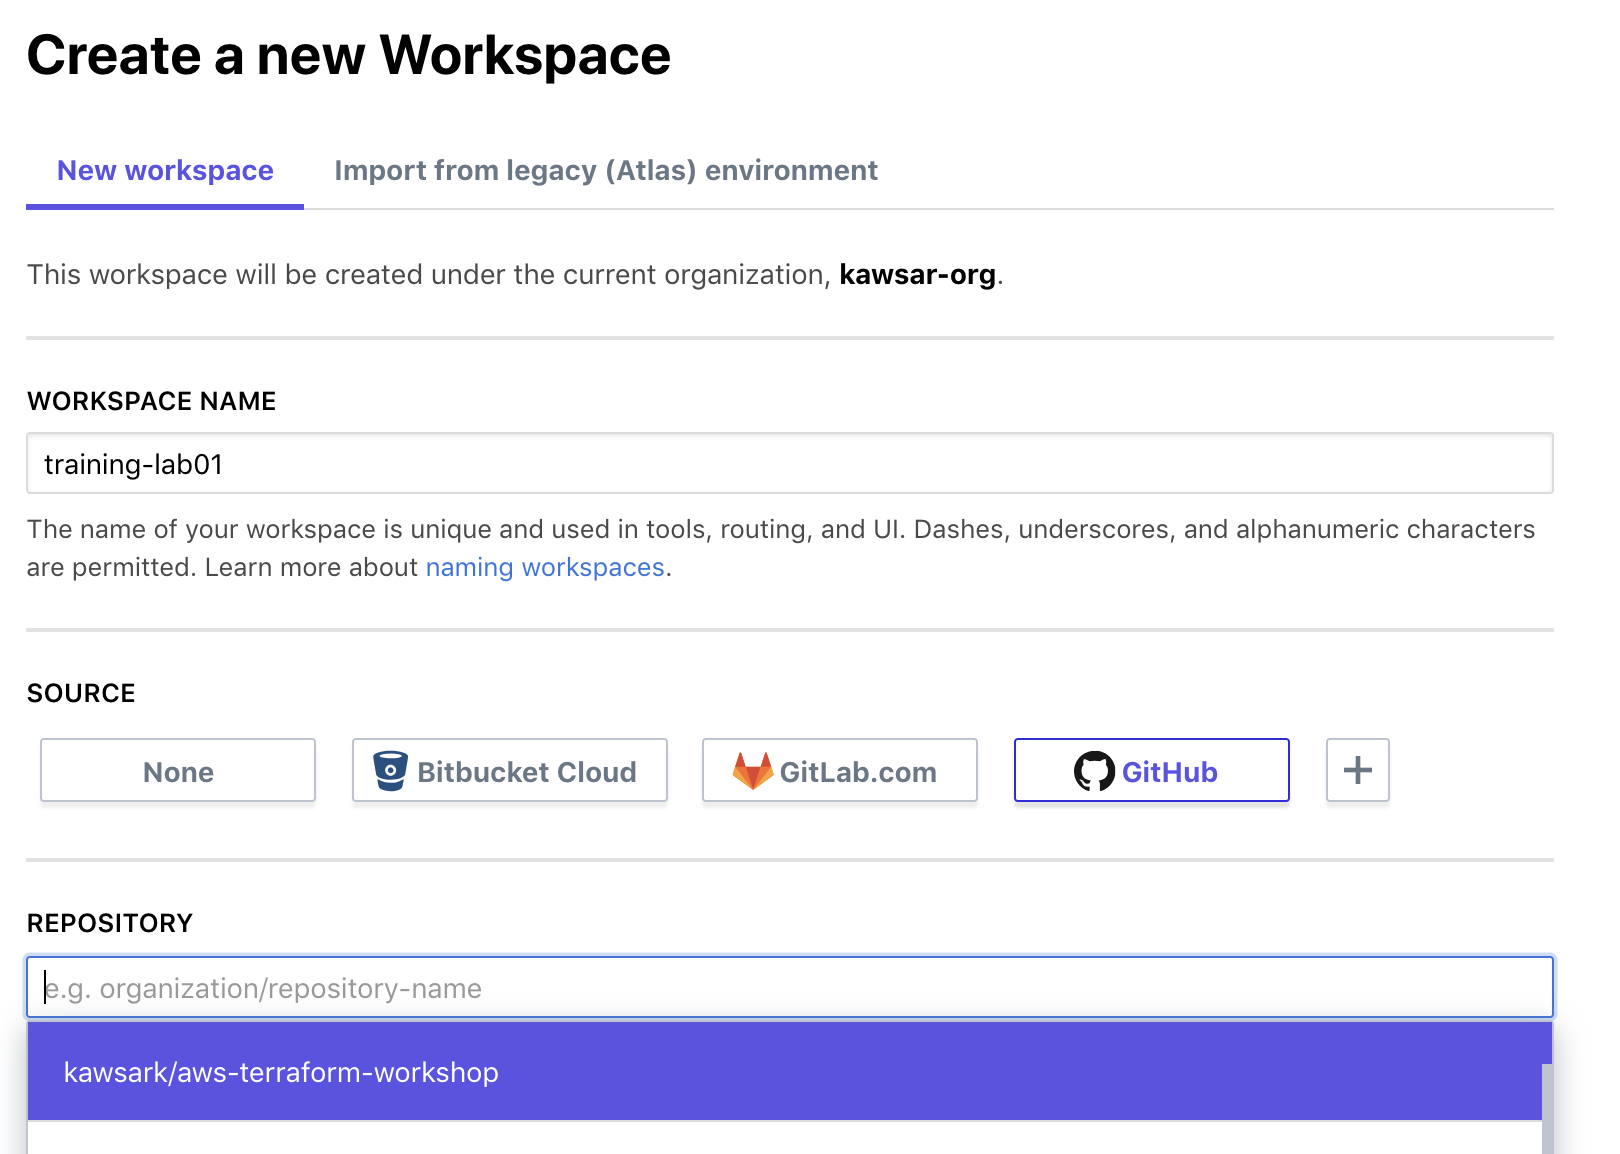 Create a new Workspace
New workspace
Import from legacy (Atlas) environment
This workspace will be created under the current organization, kawsar-org.
WORKSPACE NAME
training-lab01
The name of your workspace is unique and used in tools, routing, and UI. Dashes, underscores, and alphanumeric characters
are permitted. Learn more about naming workspaces.
SOURCE
None
Bitbucket Cloud
GitLab.com
GitHub
+
REPOSITORY
e.g. organization/repository-name
kawsark/aws-terraform-workshop